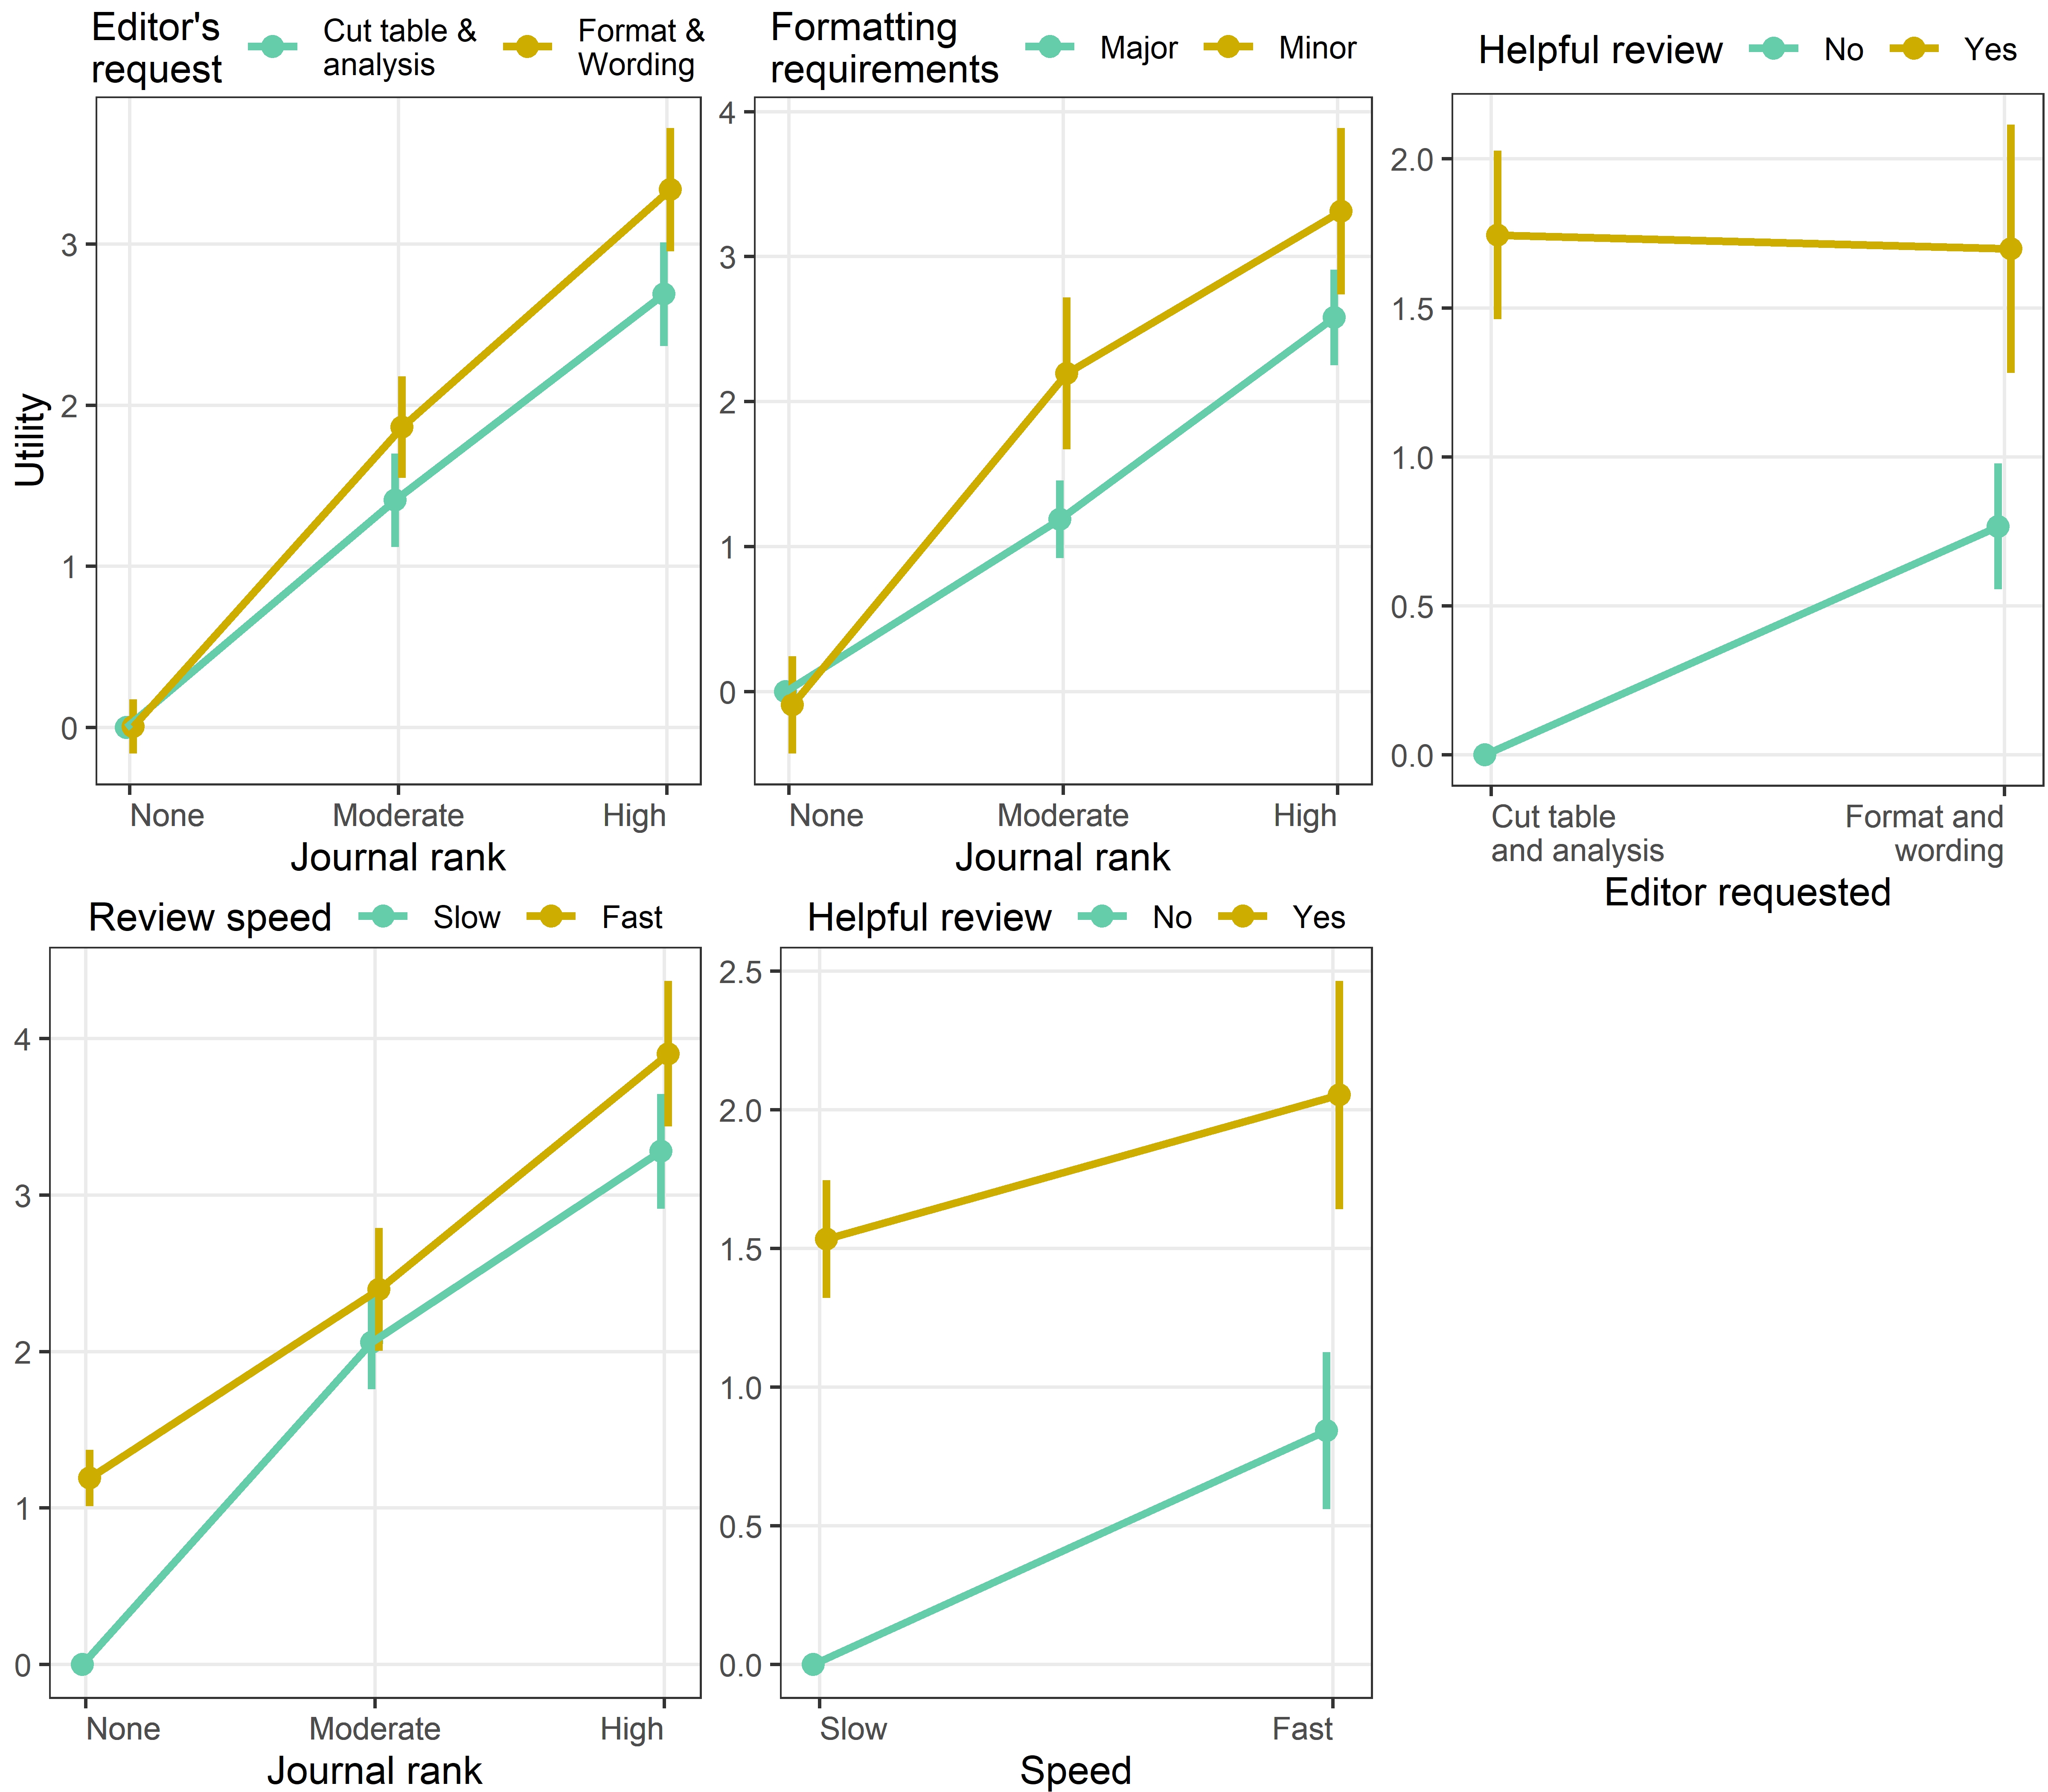 Editor's
request
Cut table &
analysis
Format &
Wording
Utility
3
2
1
0
None Moderate High
Journal rank
Formatting
requirements
Major Minor
4
3
2
1
0
None Moderate High
Journal rank
Helpful review No Yes
2.0
1.5
1.0
0.5
0.0
Cut table
and analysis
Format and
wording
Editor requested
Review speed Slow Fast
4
3
2
1
0
None Moderate High
Journal rank
Helpful review No Yes
2.5
2.0
1.5
1.0
0.5
0.0
Slow Fast
Speed